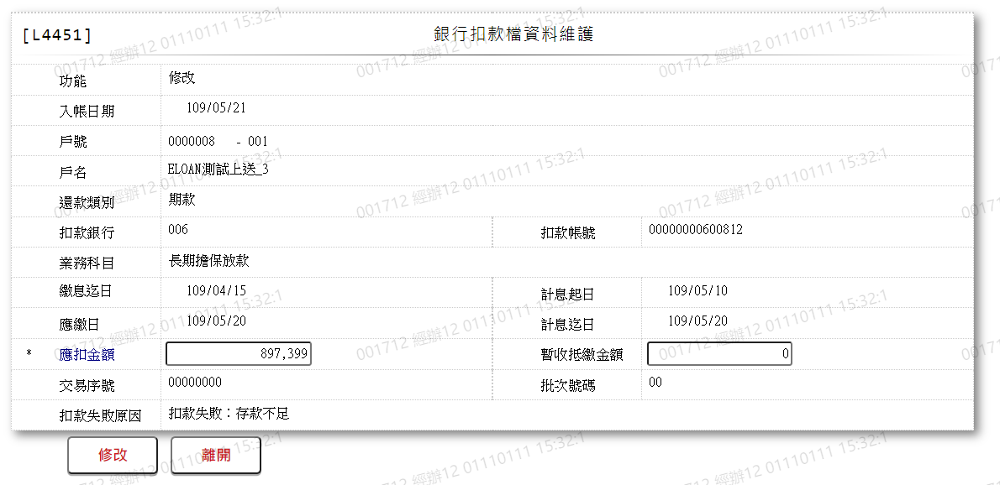 [L4451] 銀行扣款檔資料維護
功能 修改
入帳日期 109/05/21
戶號 0000008 - 001
戶名 ELOAN測試上送_3
還款類別 期款
扣款銀行 006 扣款帳號 00000000600812
業務科目 長期擔保放款
繳息迄日 109/04/15 計息起日 109/05/10
應繳日 109/05/20 計息迄日 109/05/20
* 應扣金額 897,399 暫收抵繳金額 0
交易序號 00000000 批次號碼 00
扣款失敗原因 扣款失敗：存款不足
修改 離開
001712 經辦12 01110111 15:32:1